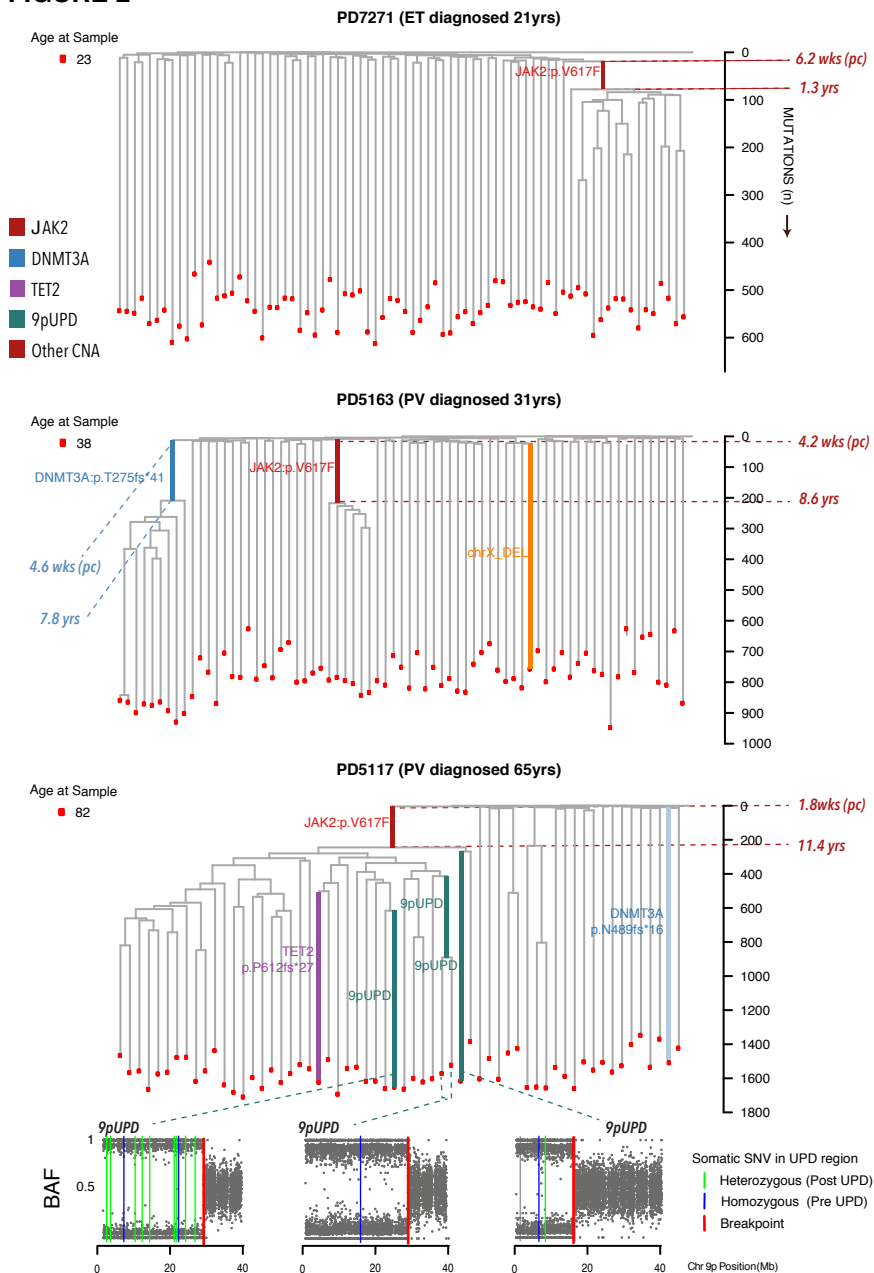 PD7271 (ET diagnosed 21yrs)
Age at Sample
23
JAK2:p.V617F
0
100
200
300
400
500
600
MUTATIONS (n)
6.2 wks (pc)
1.3 yrs
JAK2
DNMT3A
TET2
9pUPD
Other CNA
PD5163 (PV diagnosed 31yrs)
Age at Sample
38
DNMT3A:p.T275fs*41
JAK2:p.V617F
chrX_DEL
4.6 wks (pc)
7.8 yrs
0
100
200
300
400
500
600
700
800
900
1000
4.2 wks (pc)
8.6 yrs
PD5117 (PV diagnosed 65yrs)
Age at Sample
82
JAK2:p.V617F
TET2
p.P612fs*27
9pUPD
9pUPD
9pUPD
DNMT3A
p.N489fs*16
0
200
400
600
800
1000
1200
1400
1600
1800
1.8wks (pc)
11.4 yrs
9pUPD
9pUPD
9pUPD
BAF
1
0.5
0
20
40
0
20
40
0
20
40
Somatic SNV in UPD region
Heterozygous (Post UPD)
Homozygous (Pre UPD)
Breakpoint
Chr 9p Position(Mb)